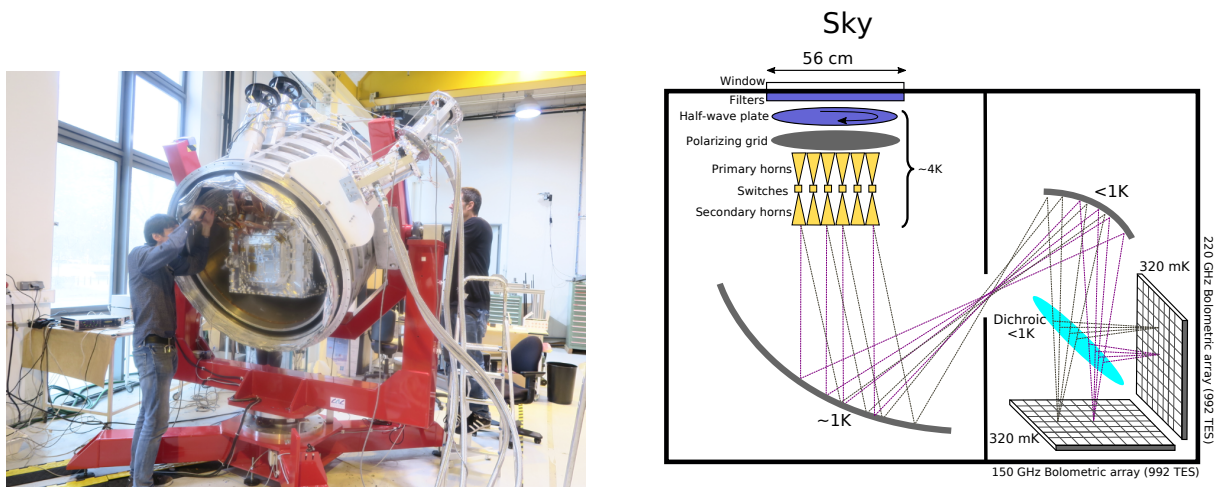 Sky
56 cm
Window
Filters
Half-wave plate
Polarizing grid
Primary horns
Switches
Secondary horns
~4K
<1K
320 mK
Dichroic
<1K
~1K
320 mK
220 GHz Bolometric array (992 TES)
150 GHz Bolometric array (992 TES)